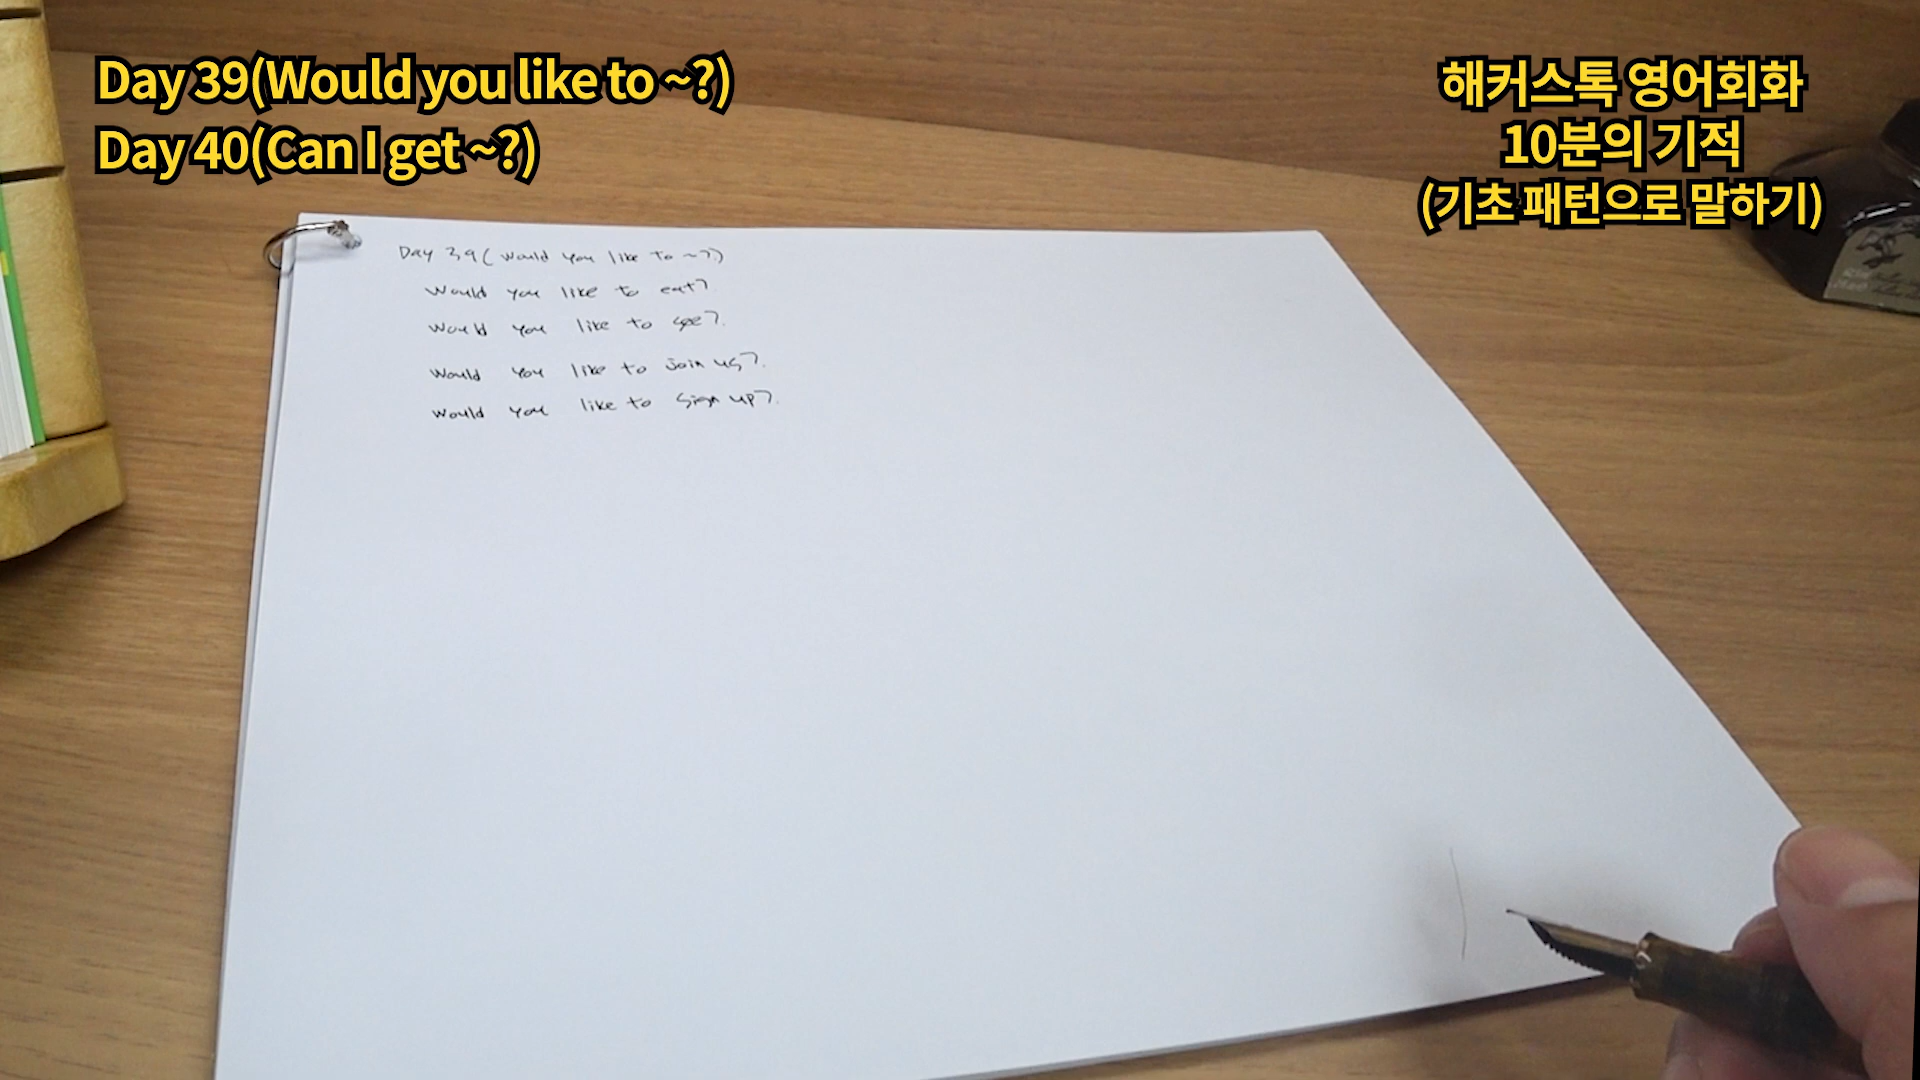 Day 39(Would you like to ~?)
Day 40(Can I get ~?)
해커스톡 영어회화
10분의 기적
(기초 패턴으로 말하기)
Day 39( Would you like to ~?)
Would you like to eat?
Would you like to see?
Would you like to join us?
Would you like to sign up?